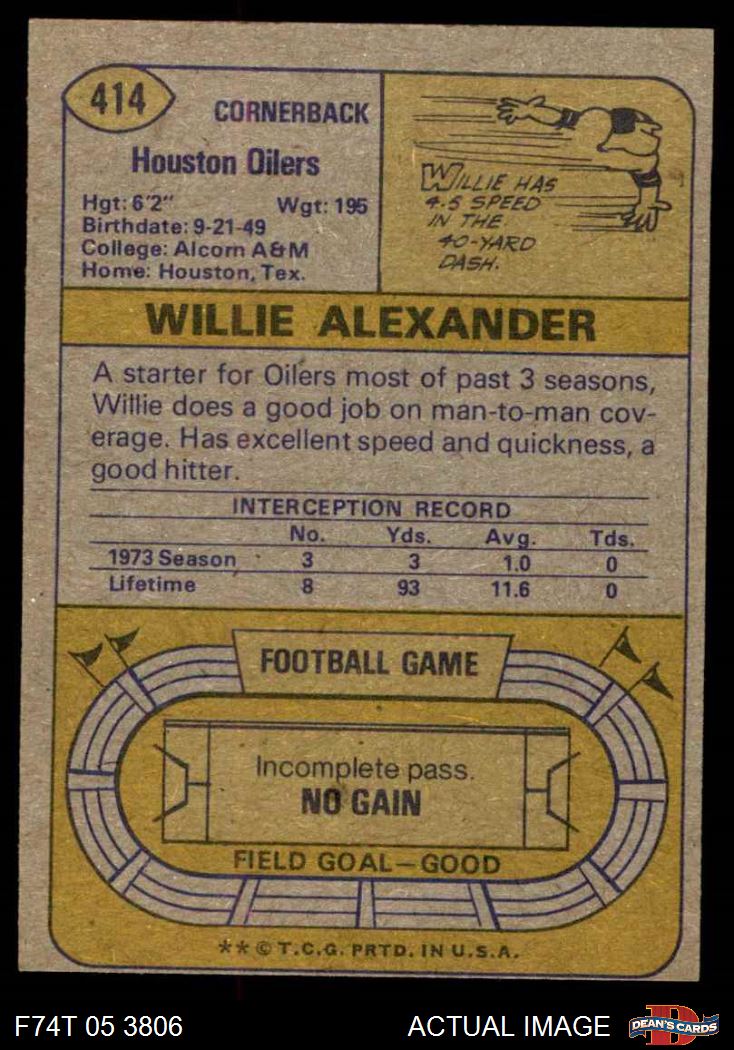 414
CORNERBACK
Houston Oilers
Hgt: 6'2" Wgt: 195
Birthdate: 9-21-49
College: Alcorn A&M
Home: Houston, Tex.
WILLIE HAS
4.5 SPEED
IN THE
40-YARD
DASH.
WILLIE ALEXANDER
A starter for Oilers most of past 3 seasons,
Willie does a good job on man-to-man cov-
erage. Has excellent speed and quickness, a
good hitter.
INTERCEPTION RECORD
No. Yds. Avg. Tds.
1973 Season 3 3 1.0 0
Lifetime 8 93 11.6 0
FOOTBALL GAME
Incomplete pass.
NO GAIN
FIELD GOAL—GOOD
** © T.C.G. PRTD. IN U.S.A.
F74T 05 3806 ACTUAL IMAGE
D
DEAN'S CARDS